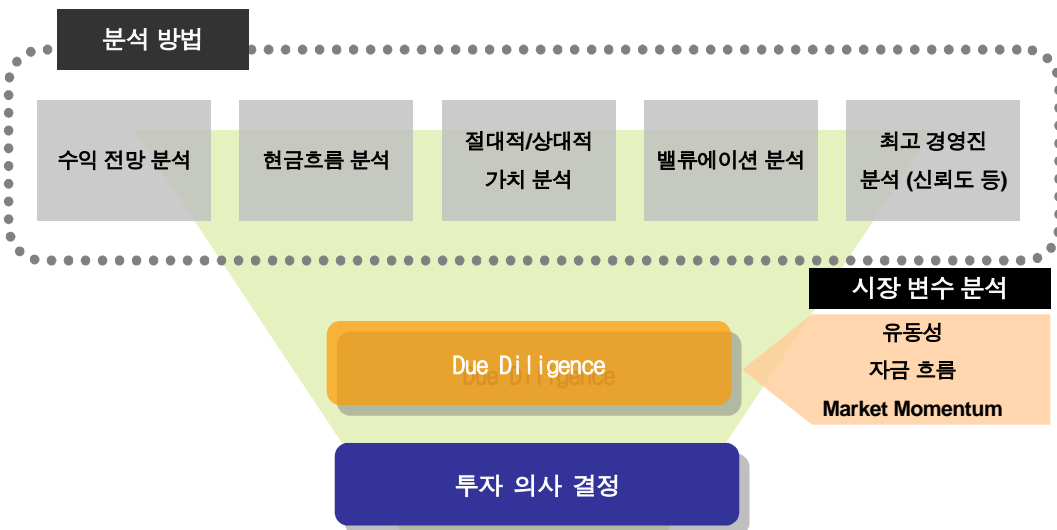 분석 방법
수익 전망 분석
현금흐름 분석
절대적/상대적
가치 분석
밸류에이션 분석
최고 경영진
분석 (신뢰도 등)
시장 변수 분석
유동성
자금 흐름
Market Momentum
Due Diligence
투자 의사 결정